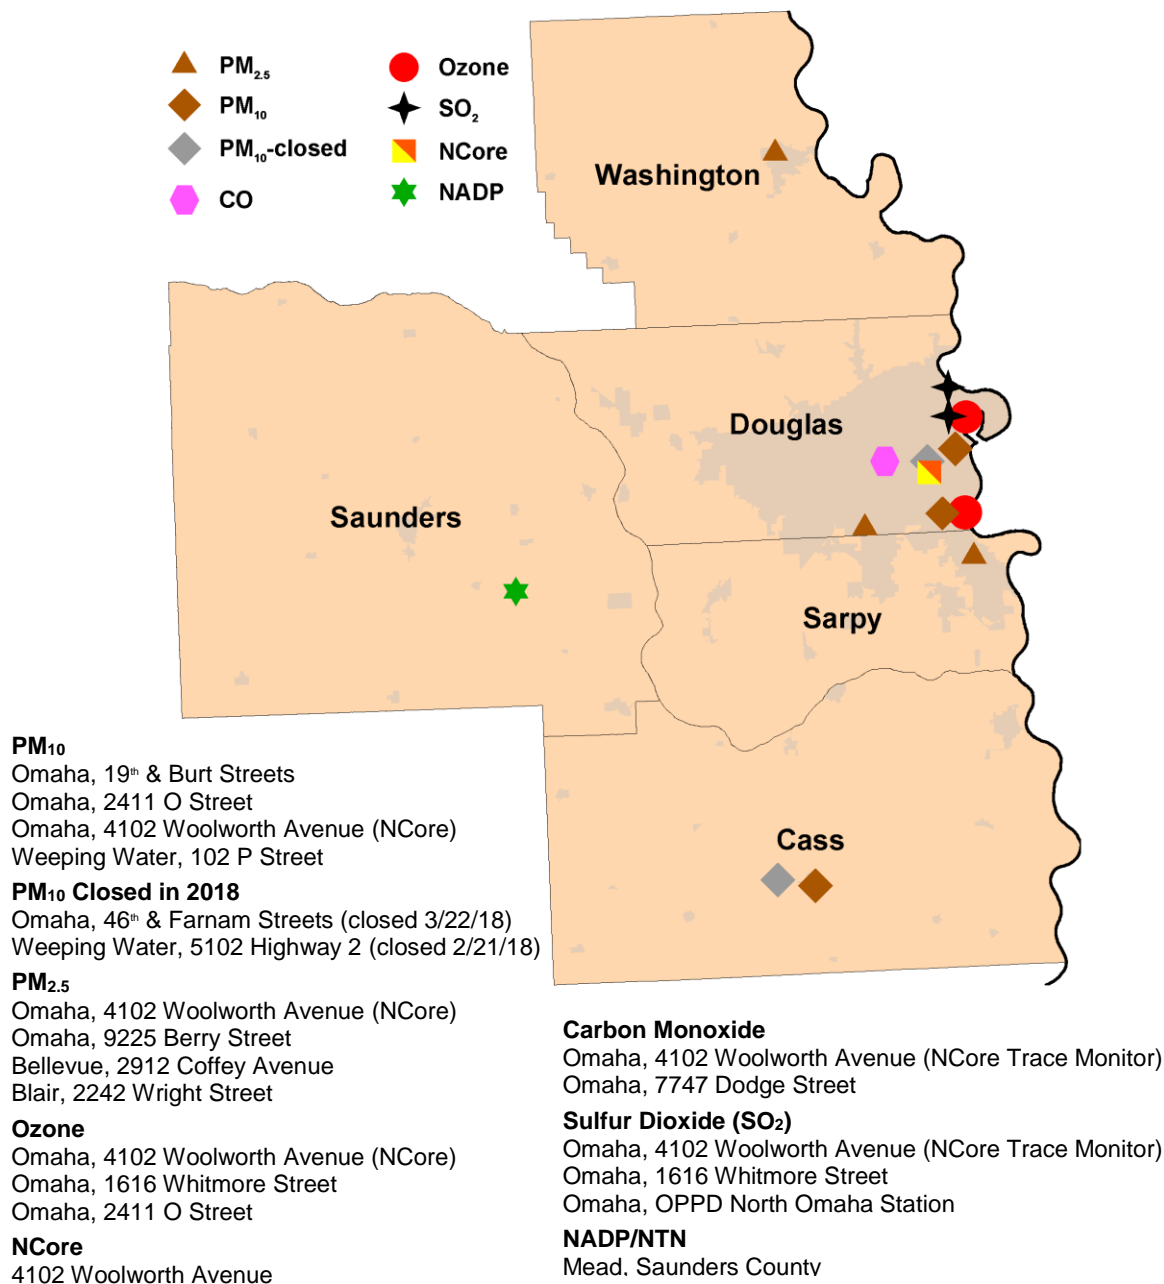 PM2.5
PM10
PM10-closed
CO
Ozone
SO2
NCore
NADP
Washington
Douglas
Saunders
Sarpy
Cass
PM10
Omaha, 19th & Burt Streets
Omaha, 2411 O Street
Omaha, 4102 Woolworth Avenue (NCore)
Weeping Water, 102 P Street
PM10 Closed in 2018
Omaha, 46th & Farnam Streets (closed 3/22/18)
Weeping Water, 5102 Highway 2 (closed 2/21/18)
PM2.5
Omaha, 4102 Woolworth Avenue (NCore)
Omaha, 9225 Berry Street
Bellevue, 2912 Coffey Avenue
Blair, 2242 Wright Street
Ozone
Omaha, 4102 Woolworth Avenue (NCore)
Omaha, 1616 Whitmore Street
Omaha, 2411 O Street
NCore
4102 Woolworth Avenue
Carbon Monoxide
Omaha, 4102 Woolworth Avenue (NCore Trace Monitor)
Omaha, 7747 Dodge Street
Sulfur Dioxide (SO2)
Omaha, 4102 Woolworth Avenue (NCore Trace Monitor)
Omaha, 1616 Whitmore Street
Omaha, OPPD North Omaha Station
NADP/NTN
Mead, Saunders County